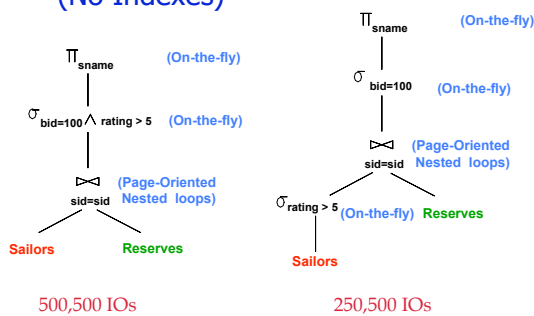 (No Indexes)
∏ sname (On-the-fly)
σ bid=100 ∧ rating > 5 (On-the-fly)
⋈ (Page-Oriented
sid=sid Nested loops)
Sailors Reserves
500,500 IOs
∏ sname (On-the-fly)
σ bid=100 (On-the-fly)
⋈ (Page-Oriented
sid=sid Nested loops)
σ rating > 5 (On-the-fly) Reserves
Sailors
250,500 IOs